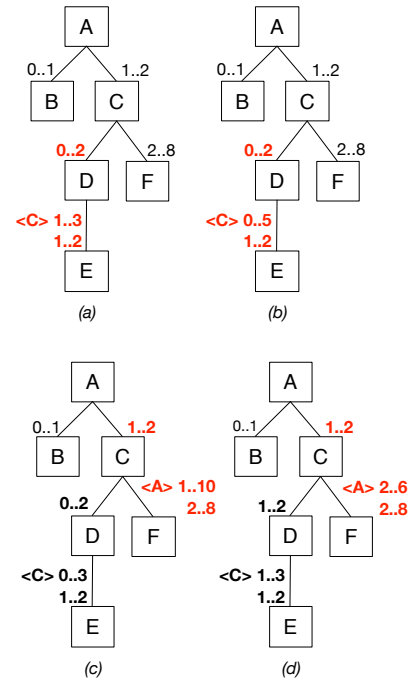 A
0..1 1..2
B C
0..2 2..8
D F
<C> 1..3
1..2
E
(a)
A
0..1 1..2
B C
0..2 2..8
D F
<C> 0..5
1..2
E
(b)
A
0..1 1..2
B C
<A> 1..10
0..2 2..8
D F
<C> 0..3
1..2
E
(c)
A
0..1 1..2
B C
<A> 2..6
1..2 2..8
D F
<C> 1..3
1..2
E
(d)